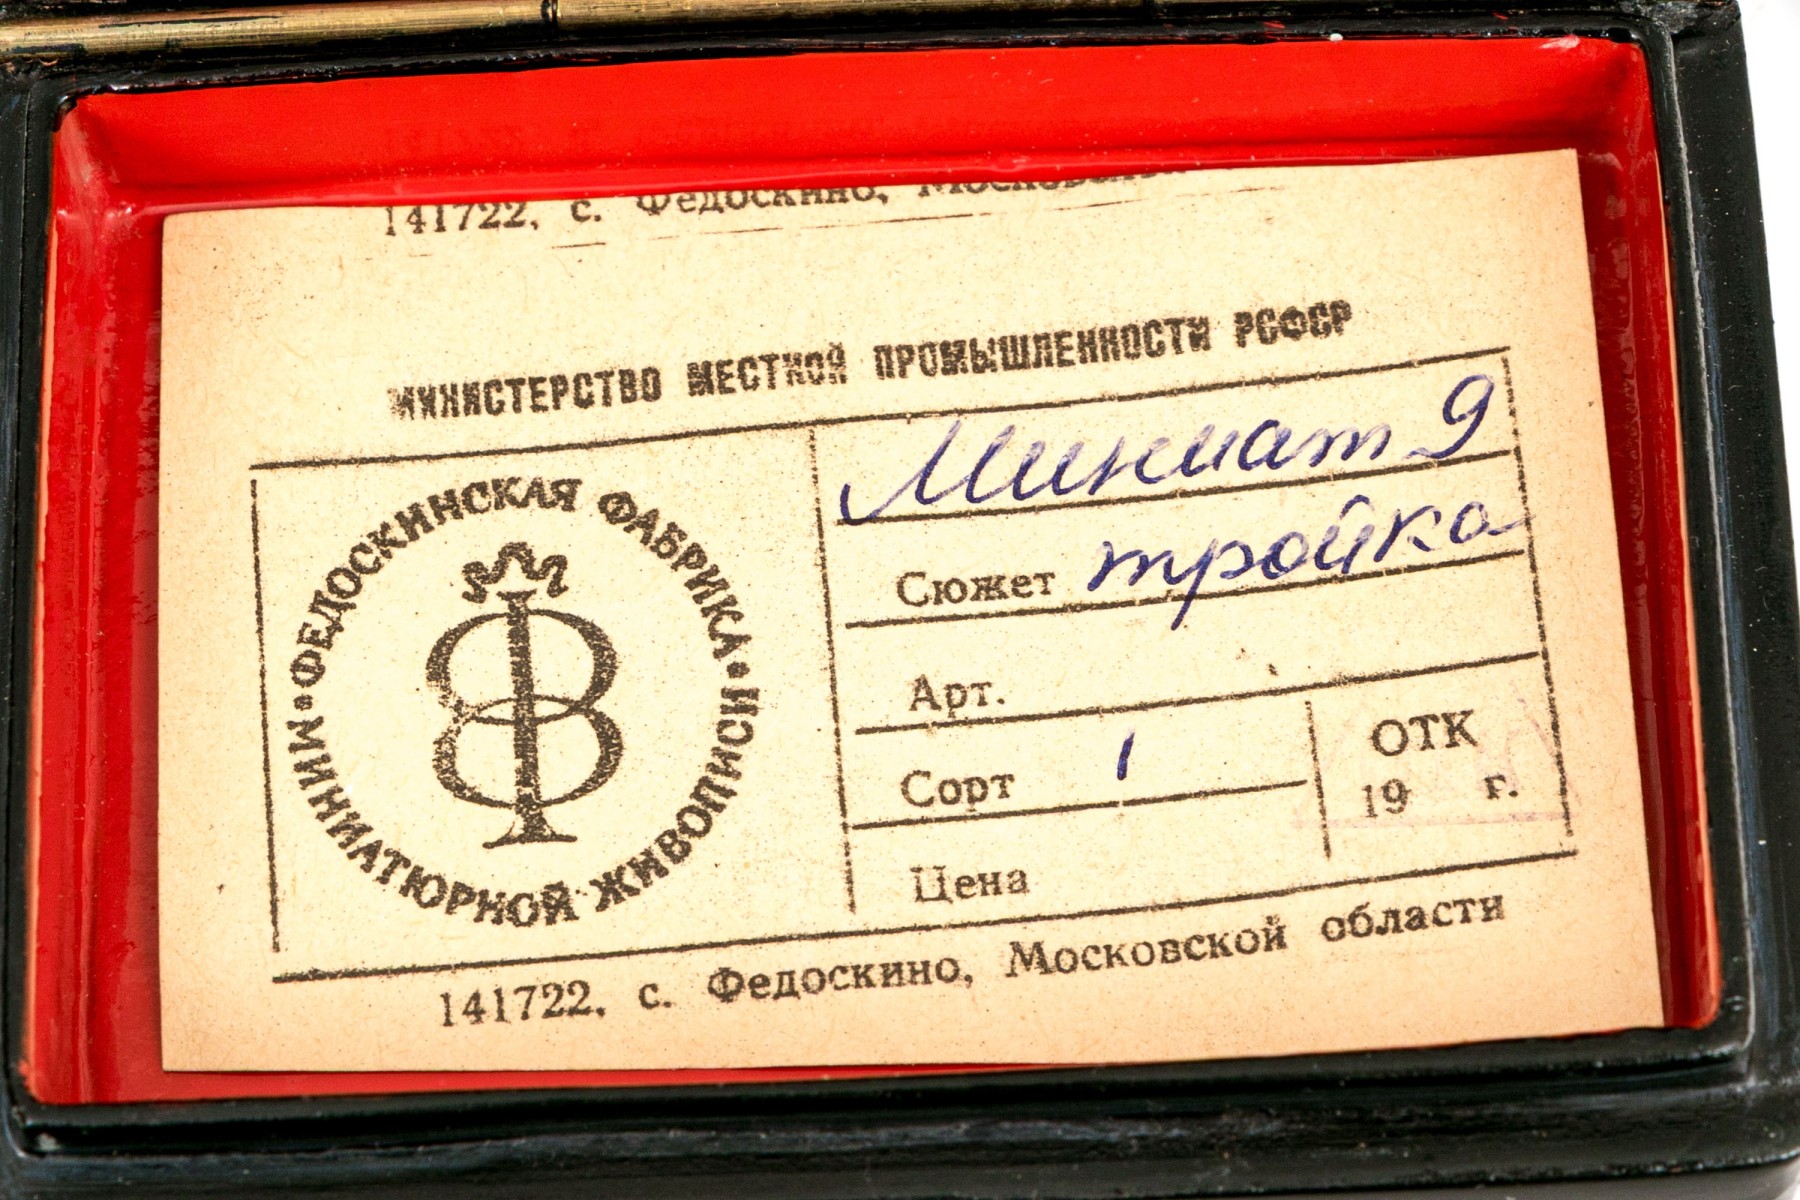 141722, с. Федоскино, Московской
МИНИСТЕРСТВО МЕСТНОЙ ПРОМЫШЛЕННОСТИ РСФСР
• ФЕДОСКИНСКАЯ ФАБРИКА • МИНИАТЮРНОЙ ЖИВОПИСИ
9
Сюжет тройка
Арт.
Сорт 1
ОТК
19 г.
Цена
141722, с. Федоскино, Московской области